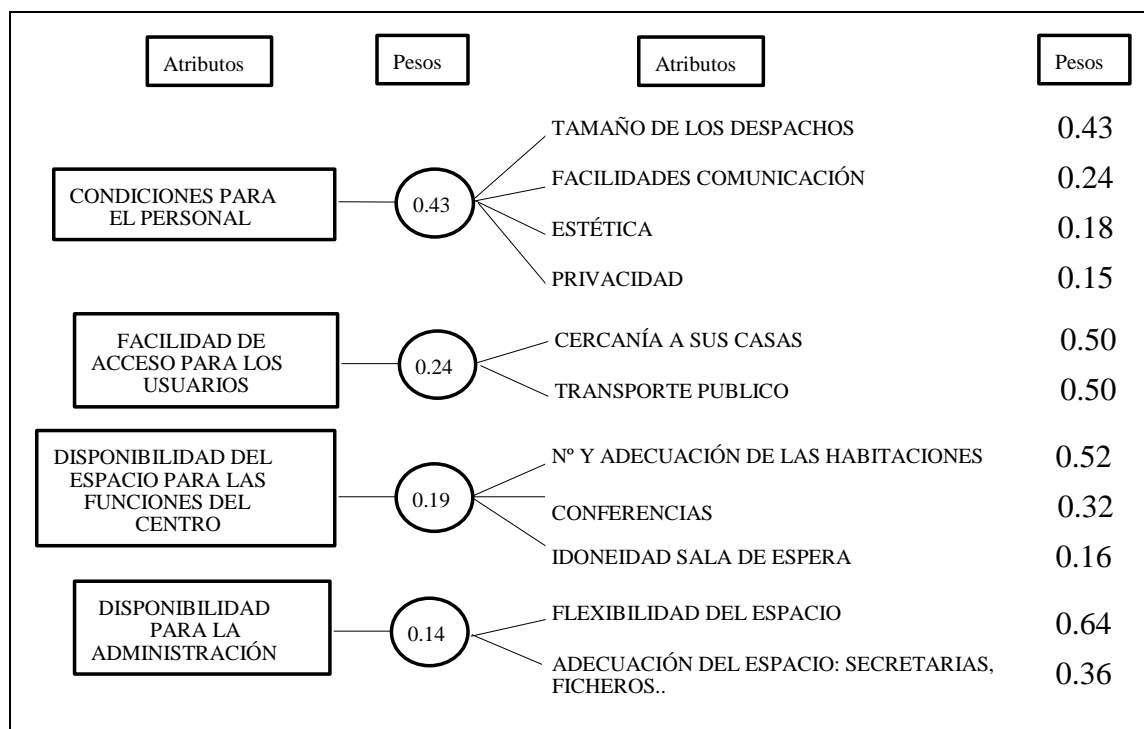 Atributos
Pesos
Atributos
Pesos
CONDICIONES PARA
EL PERSONAL
0.43
TAMAÑO DE LOS DESPACHOS
0.43
FACILIDADES COMUNICACIÓN
0.24
ESTÉTICA
0.18
PRIVACIDAD
0.15
FACILIDAD DE
ACCESO PARA LOS
USUARIOS
0.24
CERCANÍA A SUS CASAS
0.50
TRANSPORTE PUBLICO
0.50
DISPONIBILIDAD DEL
ESPACIO PARA LAS
FUNCIONES DEL
CENTRO
0.19
Nº Y ADECUACIÓN DE LAS HABITACIONES
0.52
CONFERENCIAS
0.32
IDONEIDAD SALA DE ESPERA
0.16
DISPONIBILIDAD
PARA LA
ADMINISTRACIÓN
0.14
FLEXIBILIDAD DEL ESPACIO
0.64
ADECUACIÓN DEL ESPACIO: SECRETARIAS,
FICHEROS..
0.36